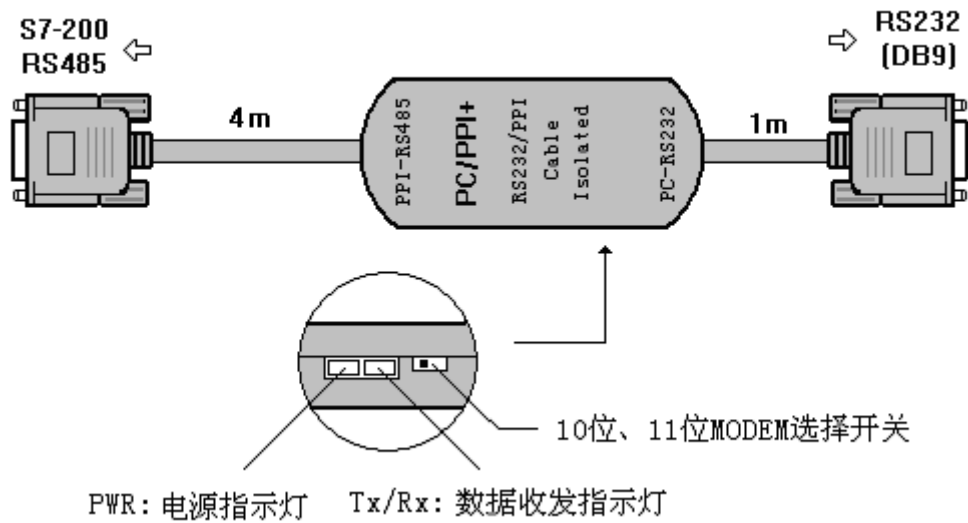 S7-200
RS485
RS232
(DB9)
4m
PPI-RS485
PC/PPI+
RS232/PPI
Cable
Isolated
PC-RS232
1m
10位、11位MODEM选择开关
PWR: 电源指示灯
Tx/Rx: 数据收发指示灯